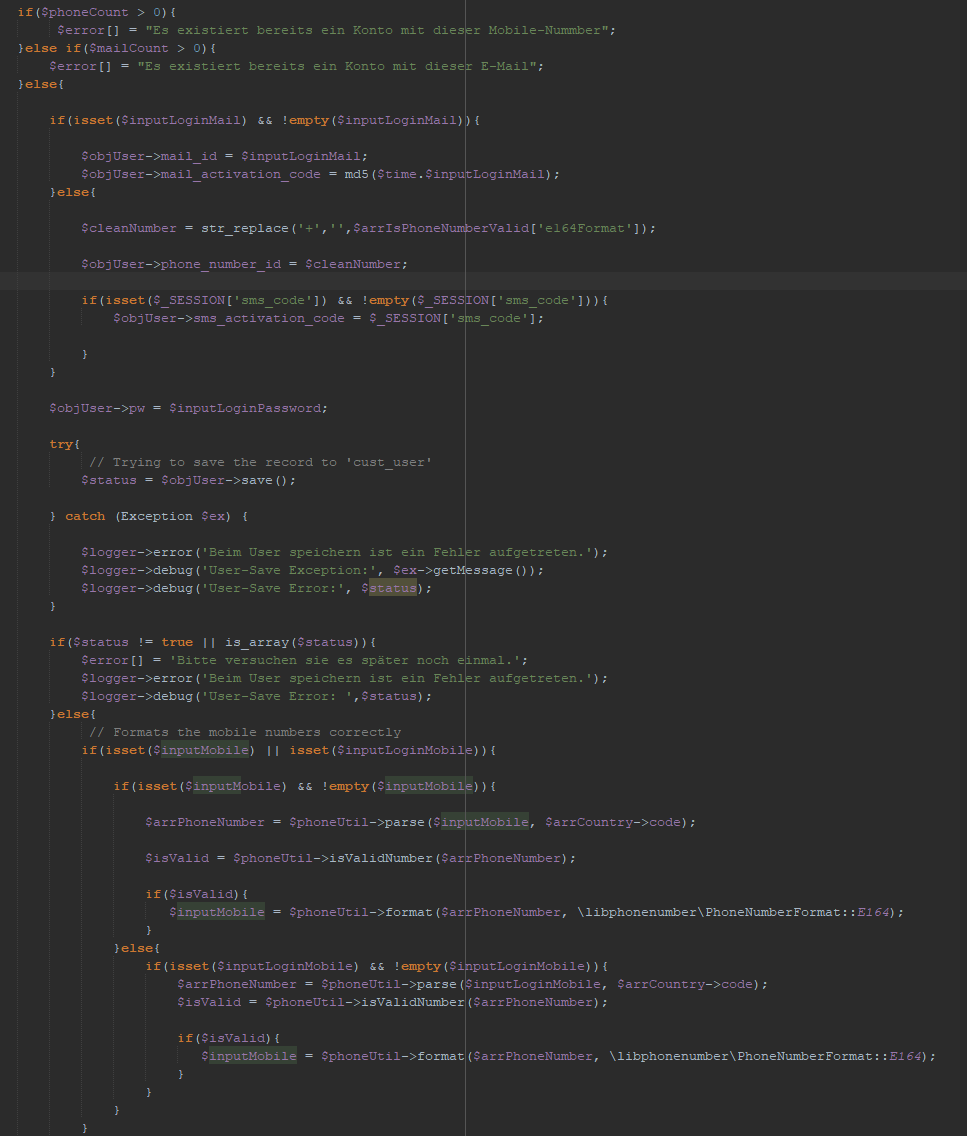 if($phoneCount > 0){
$error[] = "Es existiert bereits ein Konto mit dieser Mobile-Nummber";
}else if($mailCount > 0){
$error[] = "Es existiert bereits ein Konto mit dieser E-Mail";
}else{
if(isset($inputLoginMail) && !empty($inputLoginMail)){
$objUser->mail_id = $inputLoginMail;
$objUser->mail_activation_code = md5($time.$inputLoginMail);
}else{
$cleanNumber = str_replace('+','',$arrIsPhoneNumberValid['e164Format']);
$objUser->phone_number_id = $cleanNumber;
if(isset($_SESSION['sms_code']) && !empty($_SESSION['sms_code'])){
$objUser->sms_activation_code = $_SESSION['sms_code'];
}
}
$objUser->pw = $inputLoginPassword;
try{
// Trying to save the record to 'cust_user'
$status = $objUser->save();
} catch (Exception $ex) {
$logger->error('Beim User speichern ist ein Fehler aufgetreten.');
$logger->debug('User-Save Exception:', $ex->getMessage());
$logger->debug('User-Save Error:', $status);
}
if($status != true || is_array($status)){
$error[] = 'Bitte versuchen sie es später noch einmal.';
$logger->error('Beim User speichern ist ein Fehler aufgetreten.');
$logger->debug('User-Save Error: ',$status);
}else{
// Formats the mobile numbers correctly
if(isset($inputMobile) || isset($inputLoginMobile)){
if(isset($inputMobile) && !empty($inputMobile)){
$arrPhoneNumber = $phoneUtil->parse($inputMobile, $arrCountry->code);
$isValid = $phoneUtil->isValidNumber($arrPhoneNumber);
if($isValid){
$inputMobile = $phoneUtil->format($arrPhoneNumber, \libphonenumber\PhoneNumberFormat::E164);
}
}else{
if(isset($inputLoginMobile) && !empty($inputLoginMobile)){
$arrPhoneNumber = $phoneUtil->parse($inputLoginMobile, $arrCountry->code);
$isValid = $phoneUtil->isValidNumber($arrPhoneNumber);
if($isValid){
$inputMobile = $phoneUtil->format($arrPhoneNumber, \libphonenumber\PhoneNumberFormat::E164);
}
}
}
}